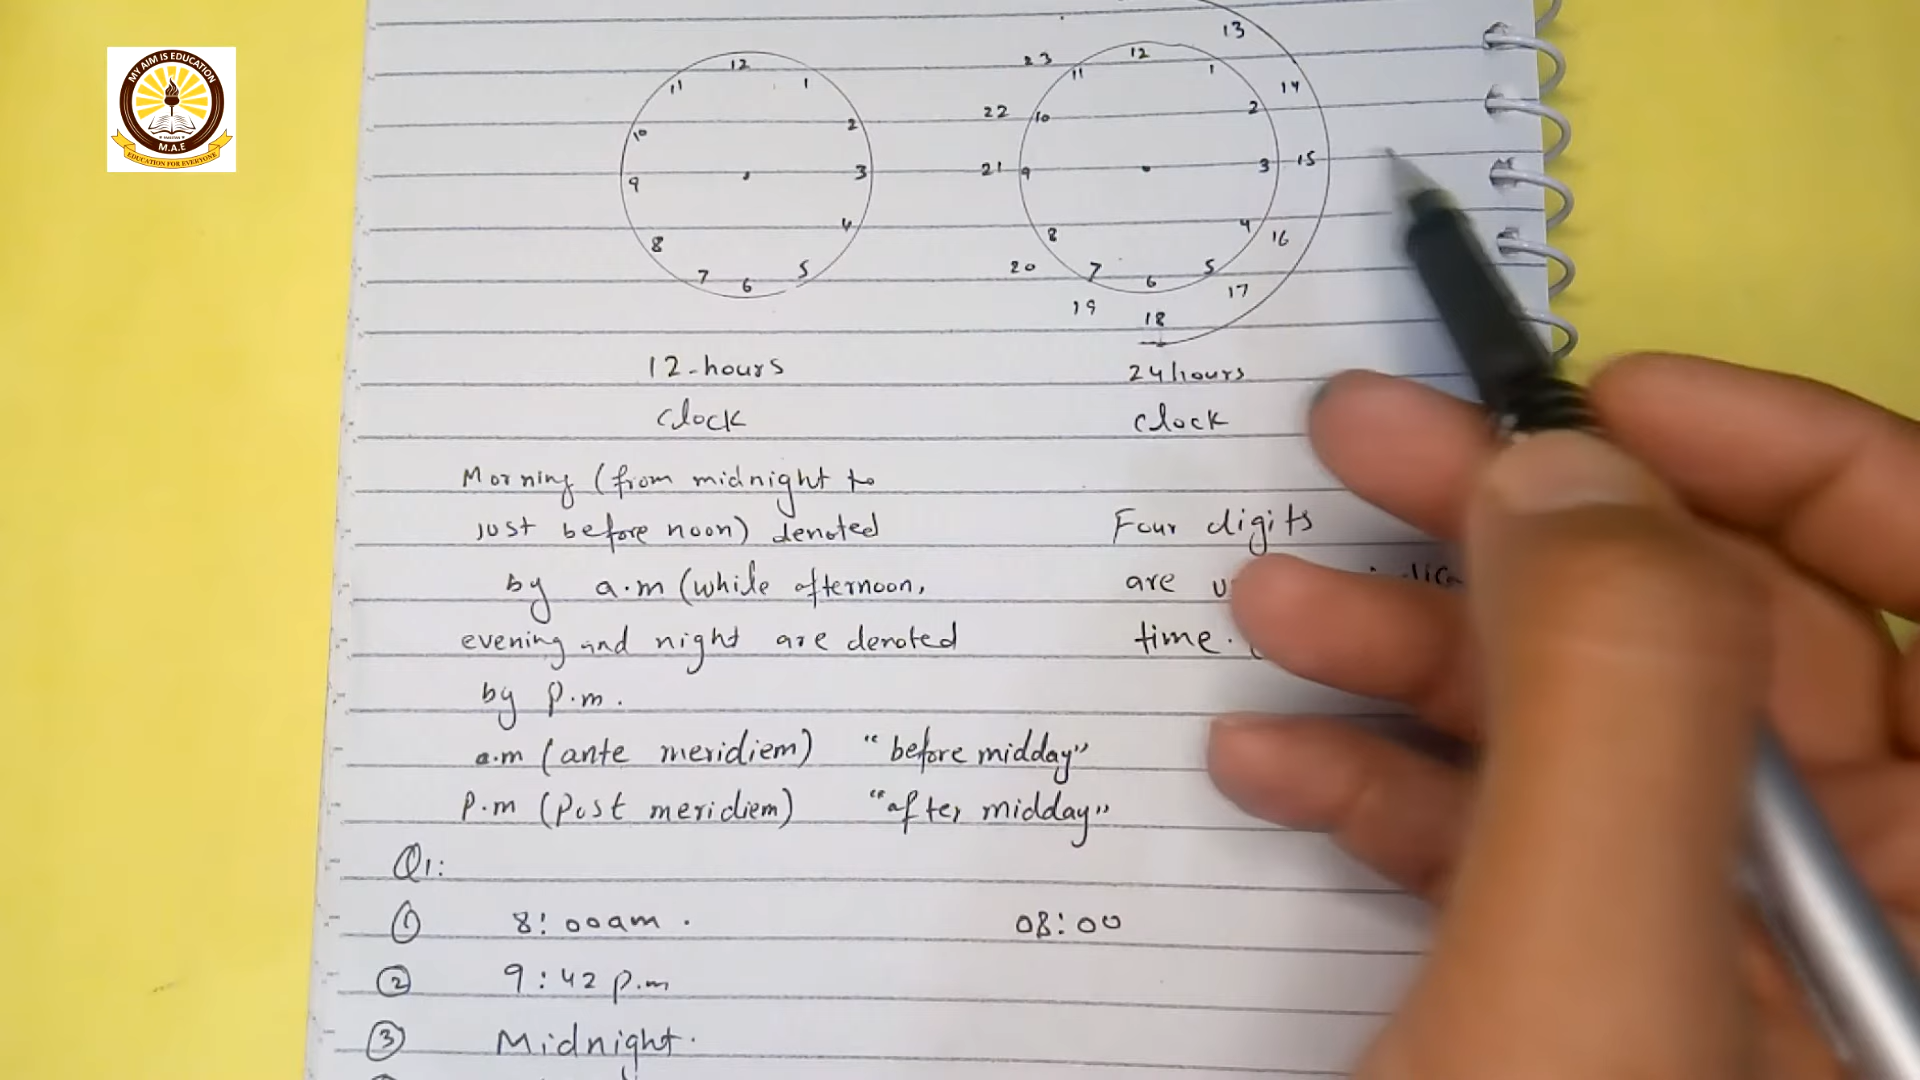 MY AIM IS EDUCATION
M.A.E
EDUCATION FOR EVERYONE
12
11 1
10 2
9 3
8 4
7 6 5
13
23 12
11 1 14
22 10 2
21 9 3 15
8 4 16
20 7 6 5 17
19 18
12-hours
clock
24 hours
clock
Morning (from midnight to
just before noon) denoted
by a.m (while afternoon,
evening and night are denoted
by p.m.
Four digits
are
time.
a.m (ante meridiem) "before midday"
P.m (Post meridiem) "after midday"
Q1:
① 8:00am. 08:00
② 9:42 p.m
③ Midnight.